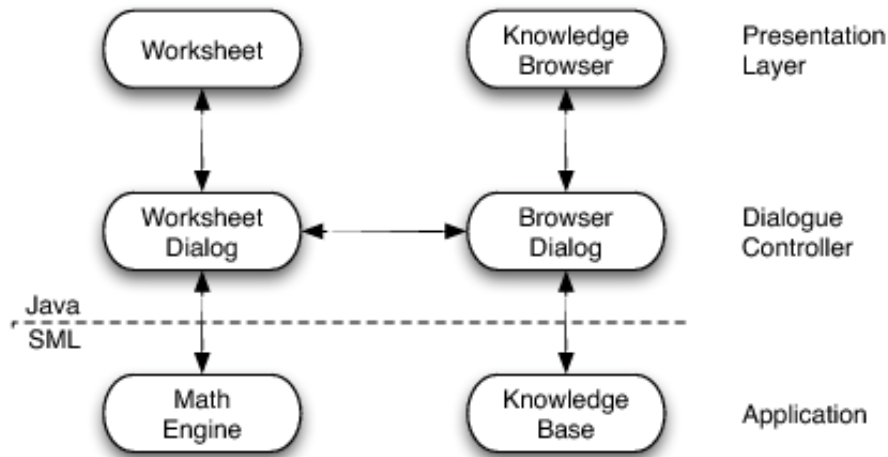 Worksheet
Knowledge
Browser
Presentation
Layer
Worksheet
Dialog
Browser
Dialog
Dialogue
Controller
Java
SML
Math
Engine
Knowledge
Base
Application